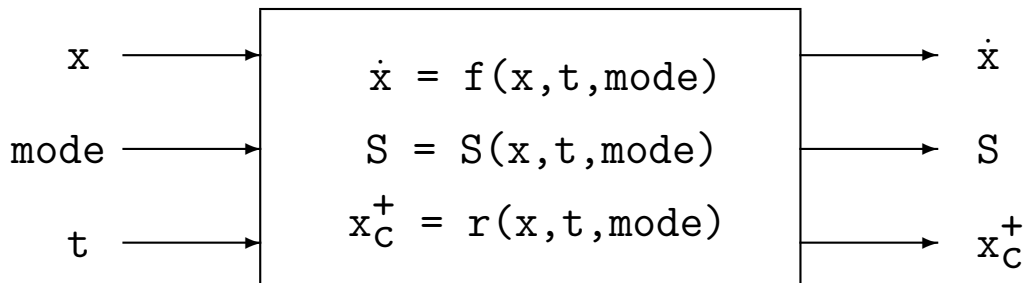 x ẋ = f(x,t,mode) ẋ
mode S = S(x,t,mode) S
t x_c^+ = r(x,t,mode) x_c^+